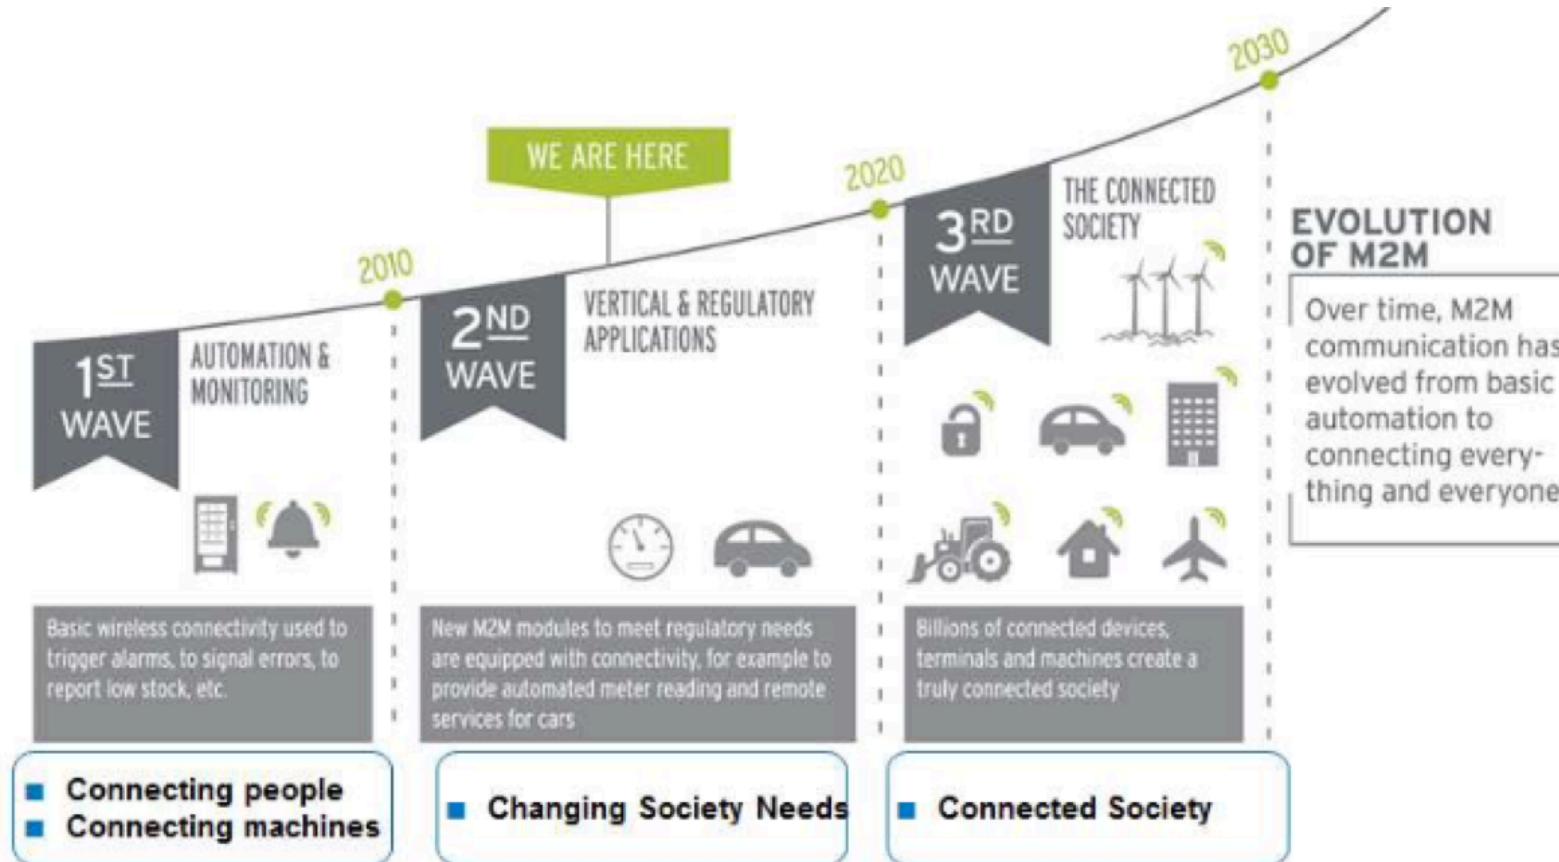 2030
WE ARE HERE
2020
THE CONNECTED
SOCIETY
3RD
WAVE
EVOLUTION
OF M2M
2010
VERTICAL & REGULATORY
APPLICATIONS
2ND
WAVE
Over time, M2M
communication has
evolved from basic
automation to
connecting every-
thing and everyone
AUTOMATION &
MONITORING
1ST
WAVE
Basic wireless connectivity used to
trigger alarms, to signal errors, to
report low stock, etc.
New M2M modules to meet regulatory needs
are equipped with connectivity, for example to
provide automated meter reading and remote
services for cars
Billions of connected devices,
terminals and machines create a
truly connected society
Connecting people
Connecting machines
Changing Society Needs
Connected Society